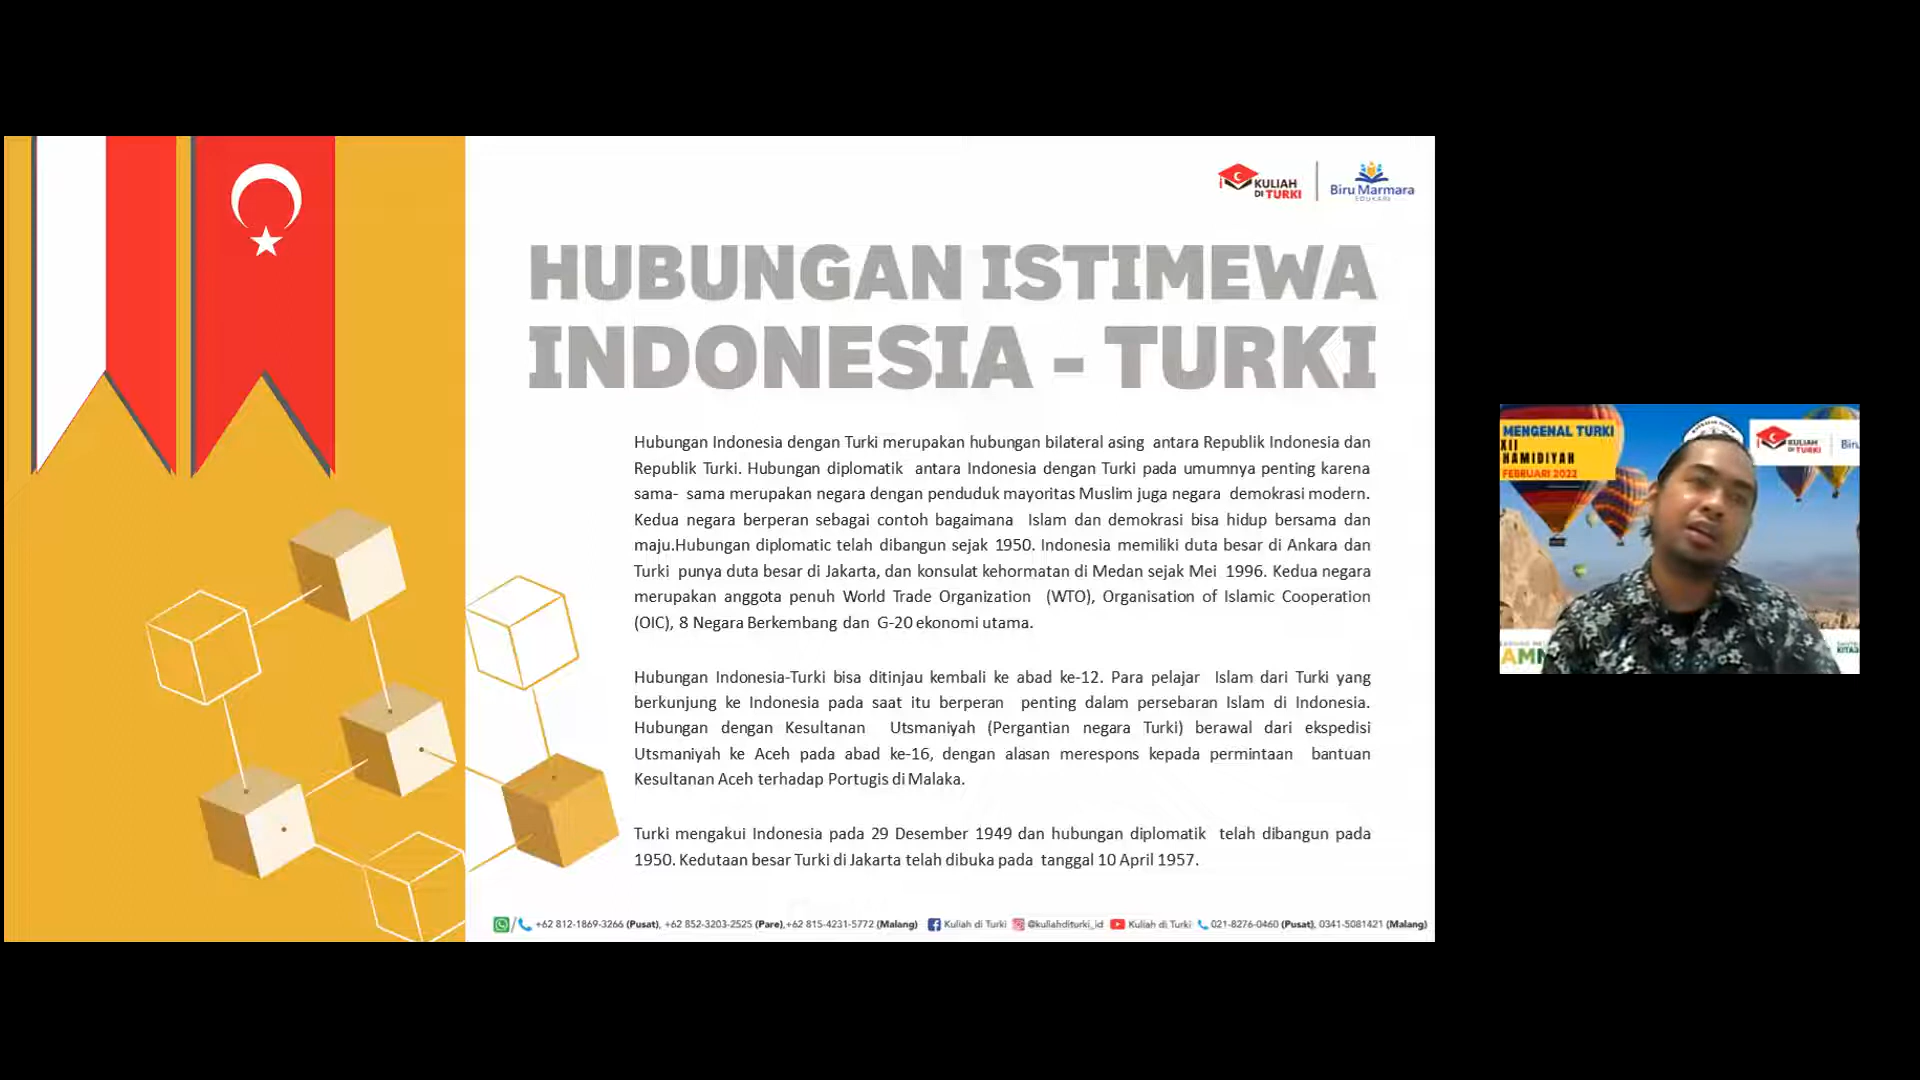 KULIAH
DI TURKI
Biru Marmara
EDUKASI
HUBUNGAN ISTIMEWA
INDONESIA - TURKI
Hubungan Indonesia dengan Turki merupakan hubungan bilateral asing antara Republik Indonesia dan
Republik Turki. Hubungan diplomatik antara Indonesia dengan Turki pada umumnya penting karena
sama- sama merupakan negara dengan penduduk mayoritas Muslim juga negara demokrasi modern.
Kedua negara berperan sebagai contoh bagaimana Islam dan demokrasi bisa hidup bersama dan
maju.Hubungan diplomatic telah dibangun sejak 1950. Indonesia memiliki duta besar di Ankara dan
Turki punya duta besar di Jakarta, dan konsulat kehormatan di Medan sejak Mei 1996. Kedua negara
merupakan anggota penuh World Trade Organization (WTO), Organisation of Islamic Cooperation
(OIC), 8 Negara Berkembang dan G-20 ekonomi utama.
Hubungan Indonesia-Turki bisa ditinjau kembali ke abad ke-12. Para pelajar Islam dari Turki yang
berkunjung ke Indonesia pada saat itu berperan penting dalam persebaran Islam di Indonesia.
Hubungan dengan Kesultanan Utsmaniyah (Pergantian negara Turki) berawal dari ekspedisi
Utsmaniyah ke Aceh pada abad ke-16, dengan alasan merespons kepada permintaan bantuan
Kesultanan Aceh terhadap Portugis di Malaka.
Turki mengakui Indonesia pada 29 Desember 1949 dan hubungan diplomatik telah dibangun pada
1950. Kedutaan besar Turki di Jakarta telah dibuka pada tanggal 10 April 1957.
+62 812-1869-3266 (Pusat), +62 852-3203-2525 (Pare),+62 815-4231-5772 (Malang) Kuliah di Turki @kuliahditurki_id Kuliah di Turki 021-8276-0460 (Pusat), 0341-5081421 (Malang)
MENGENAL TURKI
XII
HAMIDIYAH
FEBRUARI 2022
KULIAH
DI TURKI
Biru